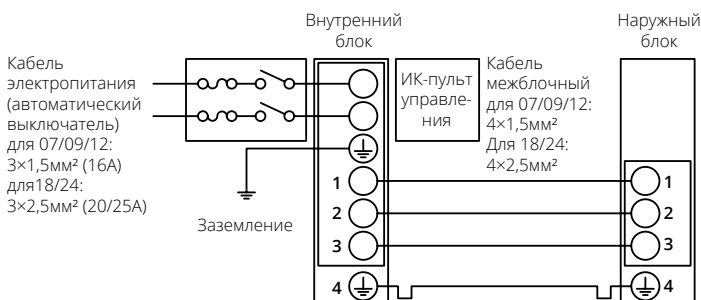 Внутренний
блок
Наружный
блок
Кабель
электропитания
(автоматический
выключатель)
для 07/09/12:
3×1,5мм² (16А)
для18/24:
3×2,5мм² (20/25А)
ИК-пульт
управле-
ния
Кабель
межблочный
для 07/09/12:
4×1,5мм²
Для 18/24:
4×2,5мм²
Заземление
1
2
3
4
1
2
3
4